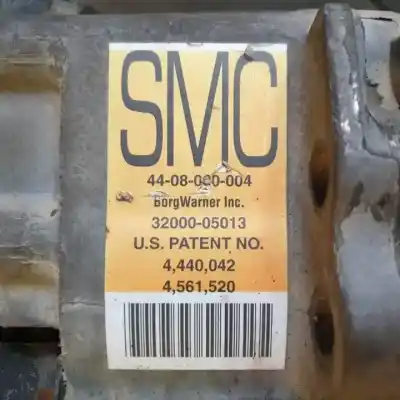 SMC
44-08-000-004
BorgWarner Inc.
32000-05013
U.S. PATENT NO.
4,440,042
4,561,520